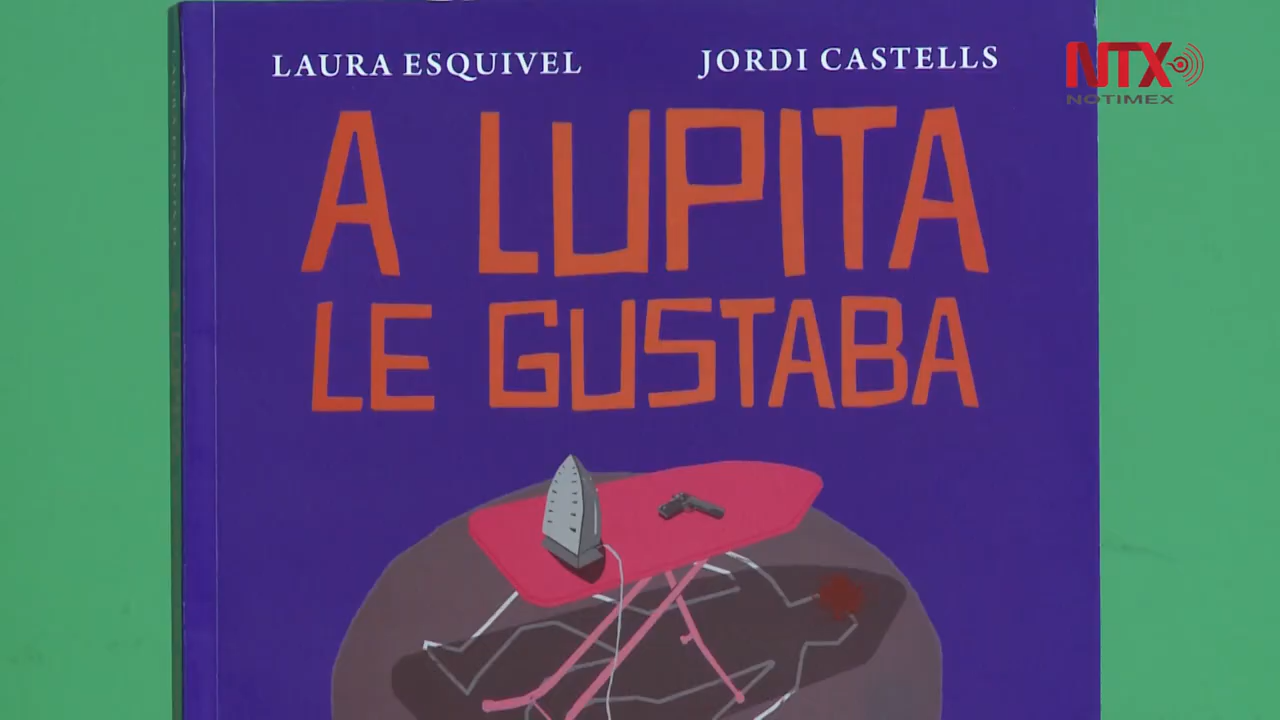 LAURA ESQUIVEL JORDI CASTELLS
A LUPITA
LE GUSTABA
NTX
NOTIMEX